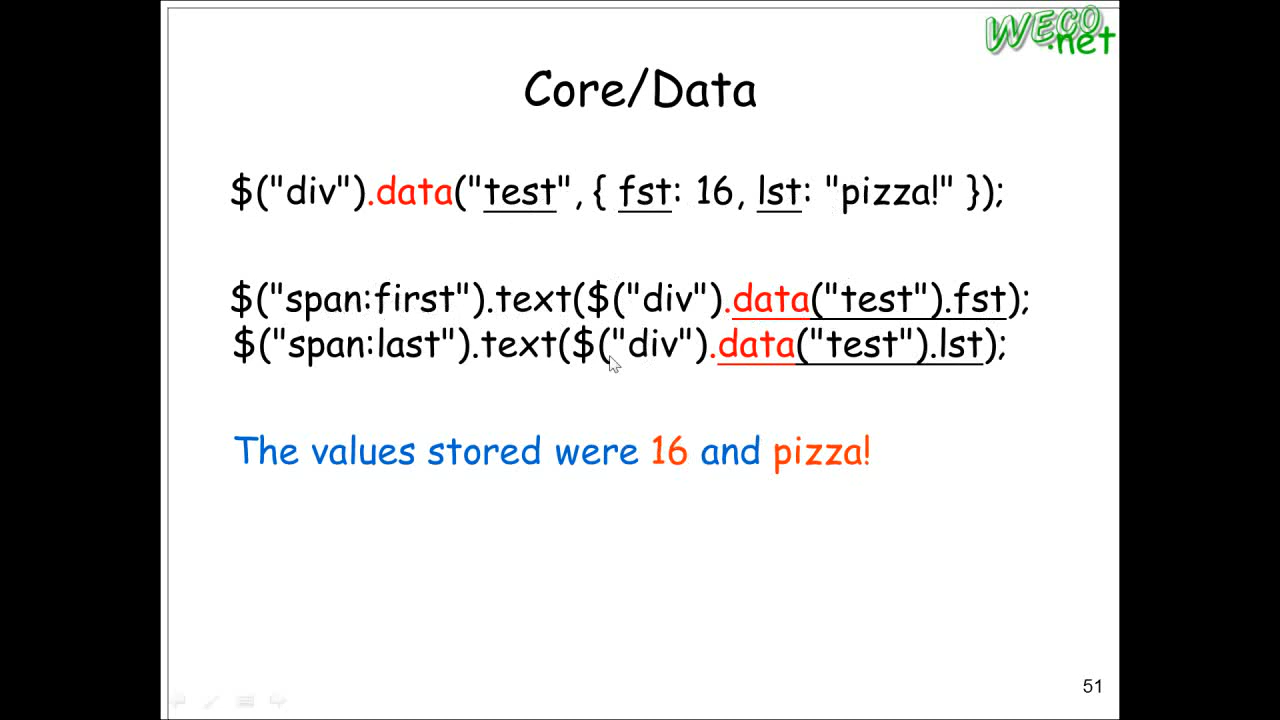 WECO
.net
Core/Data
$("div").data("test", { fst: 16, lst: "pizza!" });
$("span:first").text($("div").data("test").fst);
$("span:last").text($("div").data("test").lst);
The values stored were 16 and pizza!
51